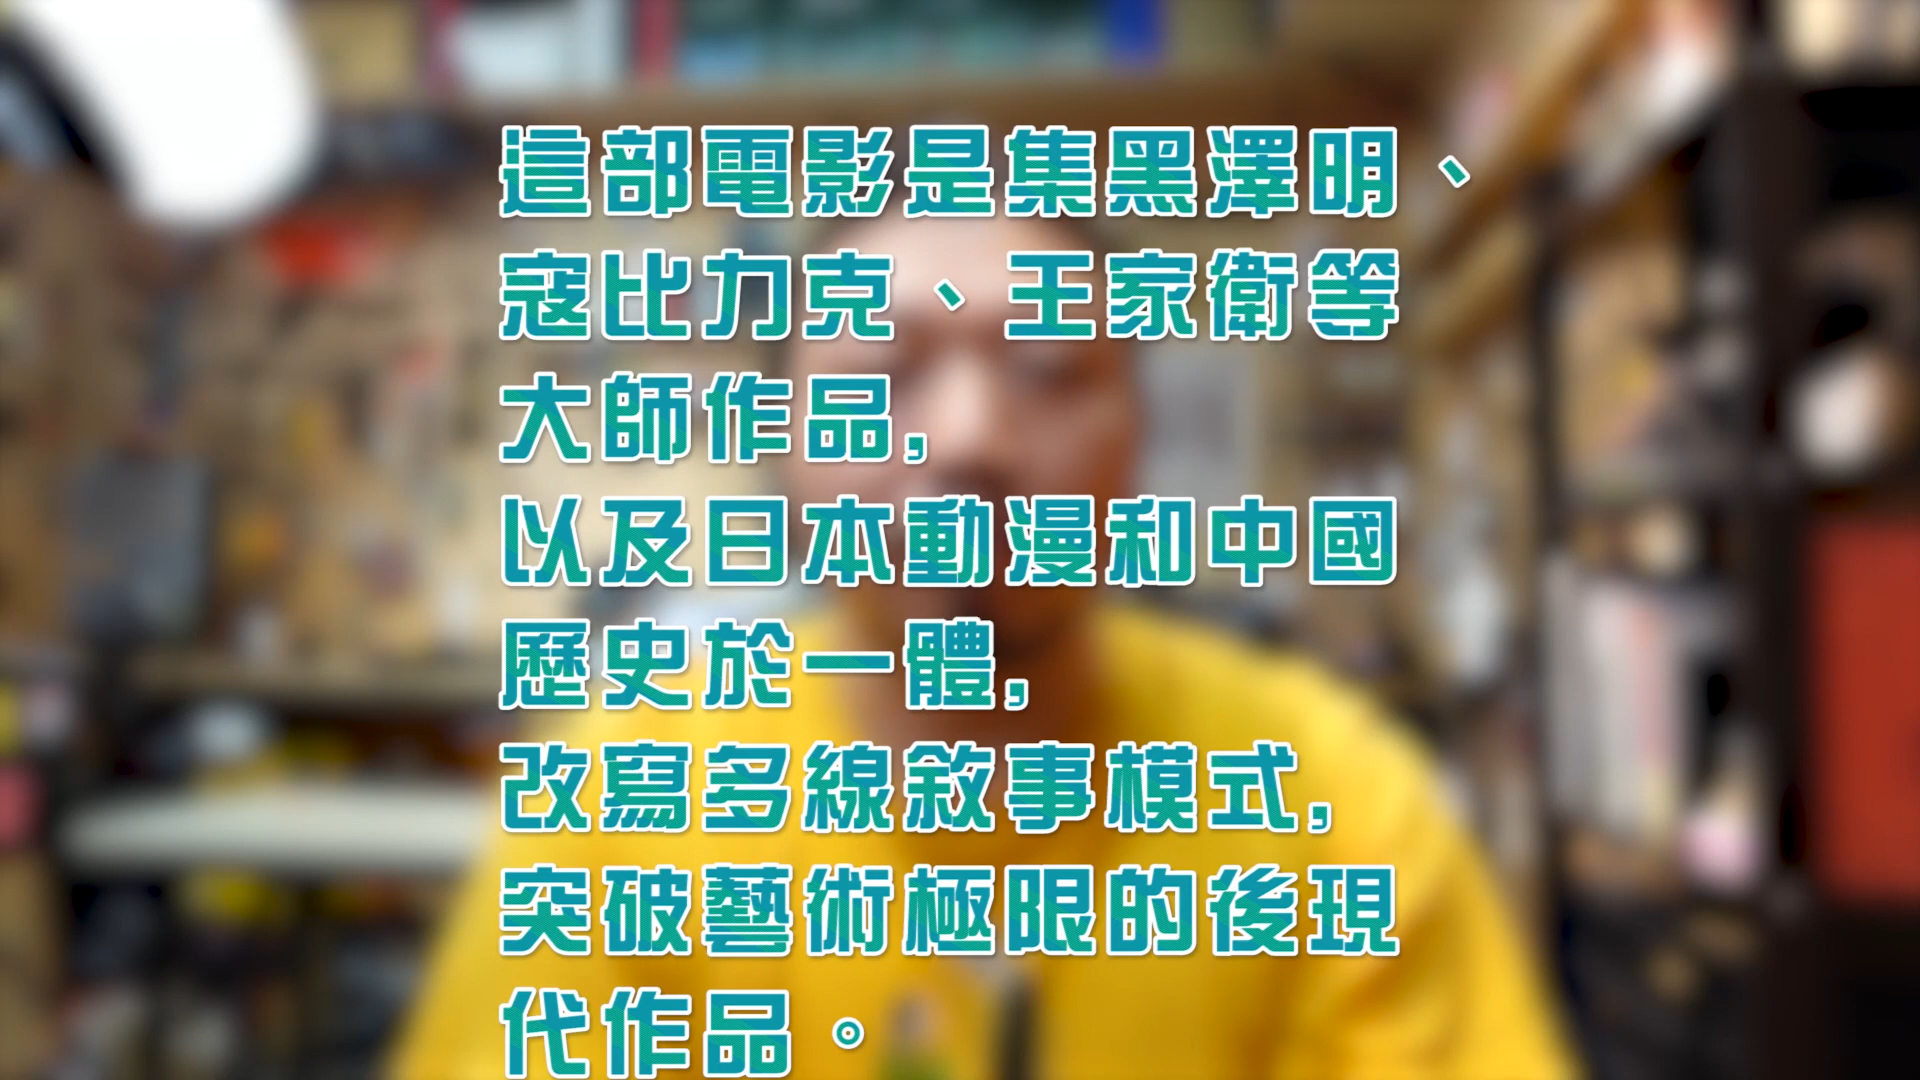 這部電影是集黑澤明、
寇比力克、王家衛等
大師作品,
以及日本動漫和中國
歷史於一體,
改寫多線敘事模式,
突破藝術極限的後現
代作品。